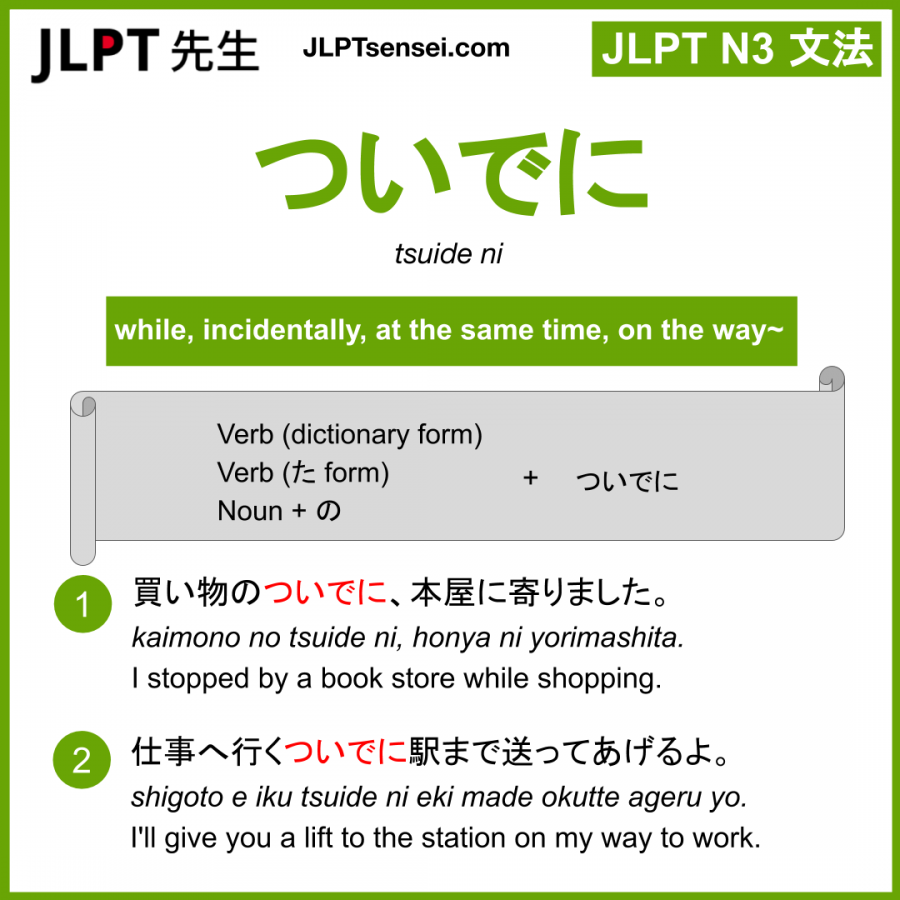 JLPT 先生
JLPTsensei.com
JLPT N3 文法
ついでに
tsuide ni
while, incidentally, at the same time, on the way~
Verb (dictionary form)
Verb (た form)
Noun + の
+ ついでに
1
買い物のついでに、本屋に寄りました。
kaimono no tsuide ni, honya ni yorimashita.
I stopped by a book store while shopping.
2
仕事へ行くついでに駅まで送ってあげるよ。
shigoto e iku tsuide ni eki made okutte ageru yo.
I'll give you a lift to the station on my way to work.